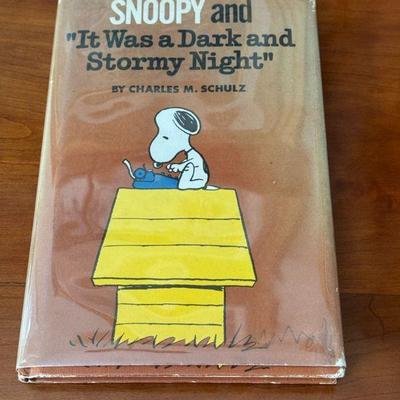 SNOOPY and
"It Was a Dark and
Stormy Night"
BY CHARLES M. SCHULZ